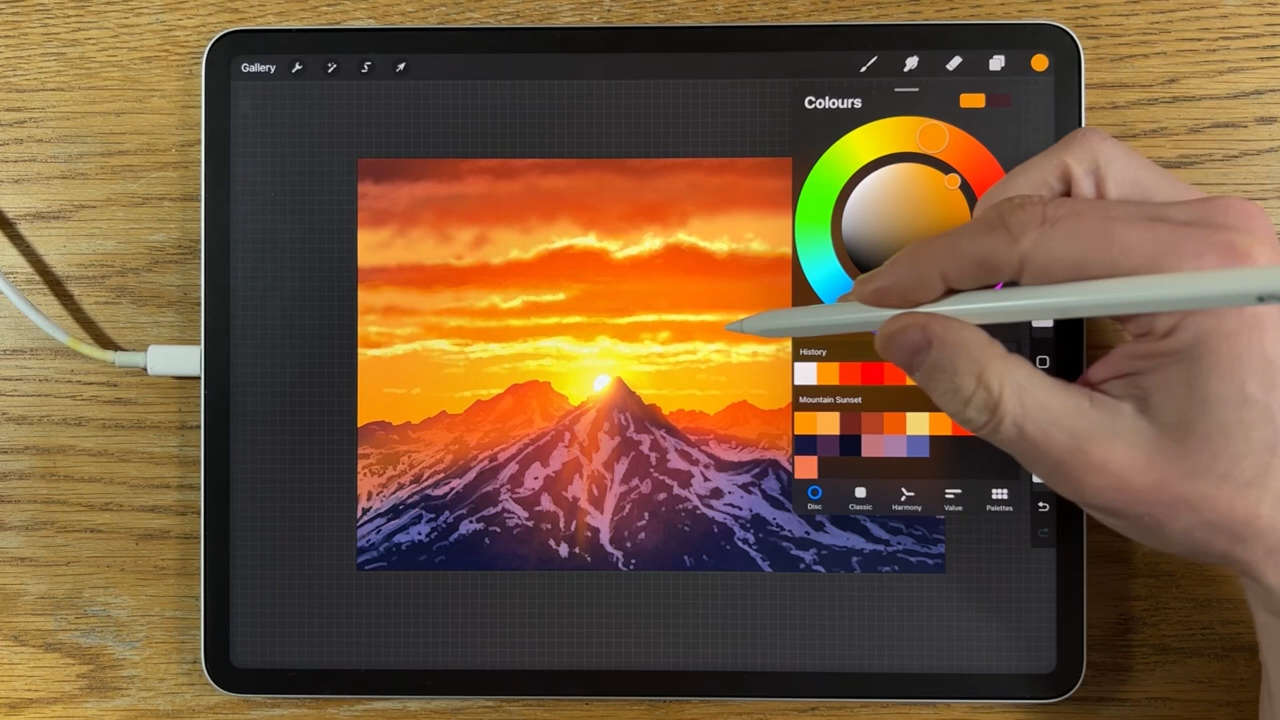 Gallery
Colours
History
Mountain Sunset
Disc Classic Harmony Value Palettes